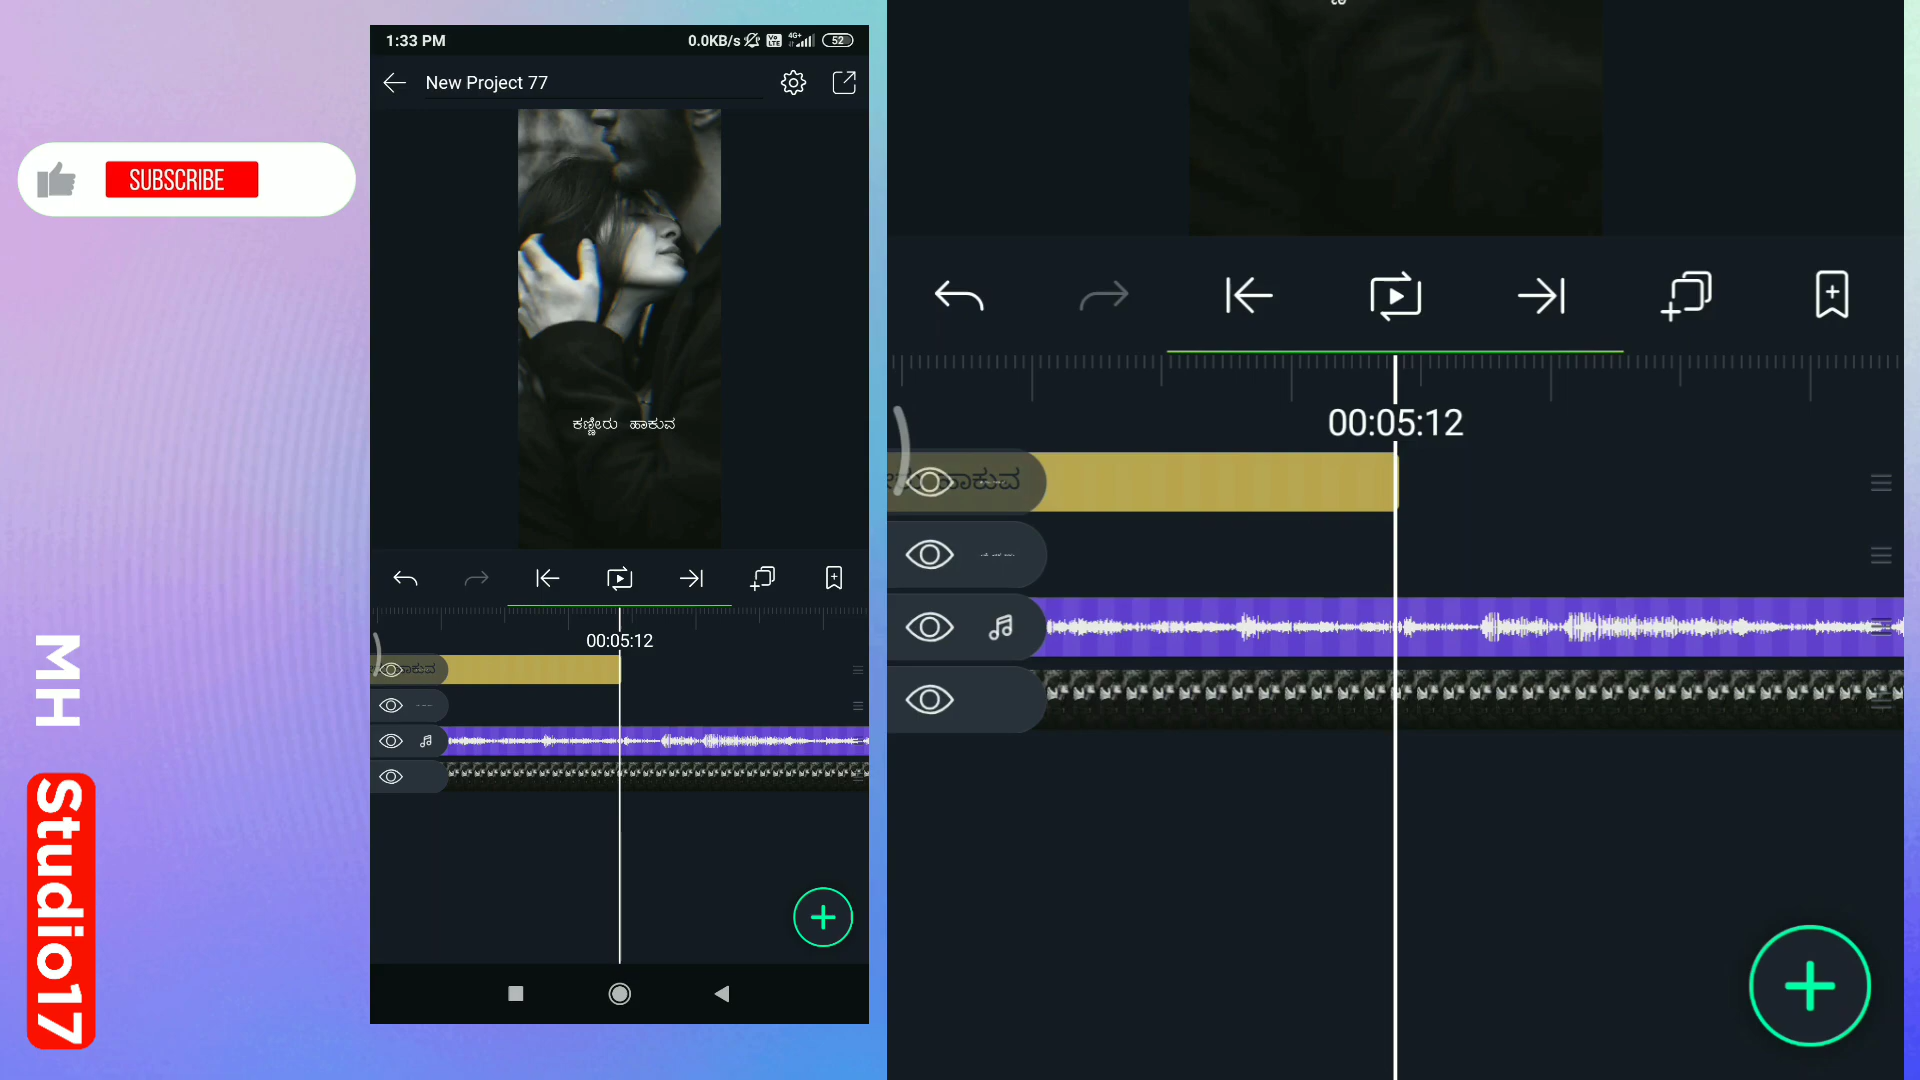 1:33 PM
0.0KB/s
4G+
52
New Project 77
SUBSCRIBE
ಕಣ್ಣೀರು ಹಾಕುವ
00:05:12
ಹಾಕುವ
00:05:12
ಹಾಕುವ
MH
Studio17